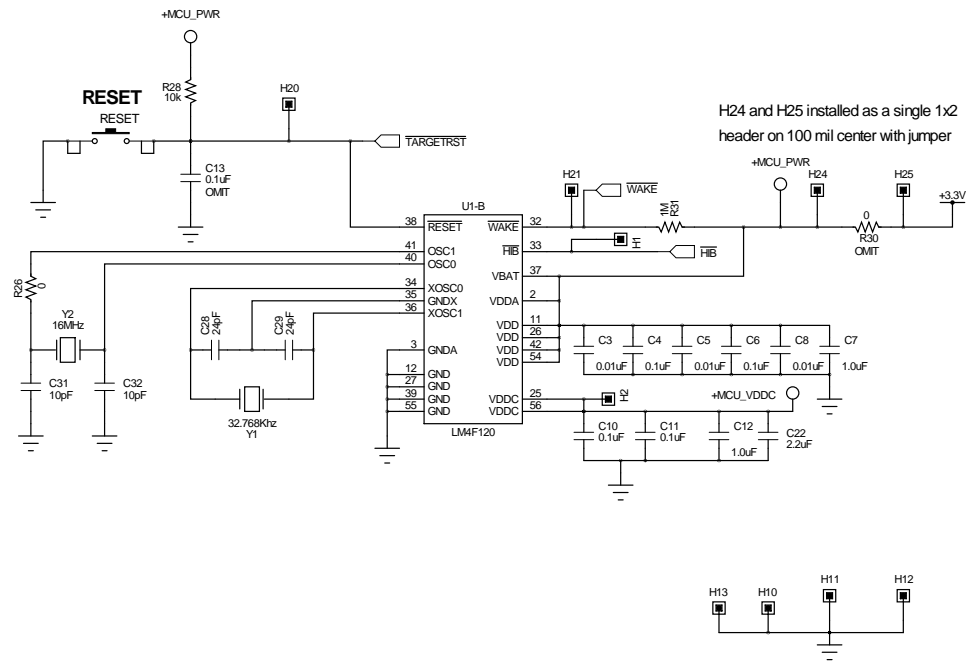 +MCU_PWR
R28
10k
H20
RESET
RESET
TARGETRST
C13
0.1uF
OMIT
H24 and H25 installed as a single 1x2
header on 100 mil center with jumper
+MCU_PWR
H21
H24
H25
+3.3V
WAKE
1M
R31
0
R30
OMIT
H1
HIB
U1-B
38
RESET
WAKE
32
41
OSC1
HIB
33
40
OSC0
VBAT
37
34
XOSC0
35
GNDX
VDDA
2
36
XOSC1
VDD
11
VDD
26
3
GNDA
VDD
42
VDD
54
12
GND
27
GND
39
GND
VDDC
25
55
GND
VDDC
56
LM4F120
R26
0
Y2
16MHz
C31
10pF
C32
10pF
C28
24pF
C29
24pF
32.768Khz
Y1
C3
0.01uF
C4
0.1uF
C5
0.01uF
C6
0.1uF
C8
0.01uF
C7
1.0uF
H2
+MCU_VDDC
C10
0.1uF
C11
0.1uF
C12
1.0uF
C22
2.2uF
H13
H10
H11
H12